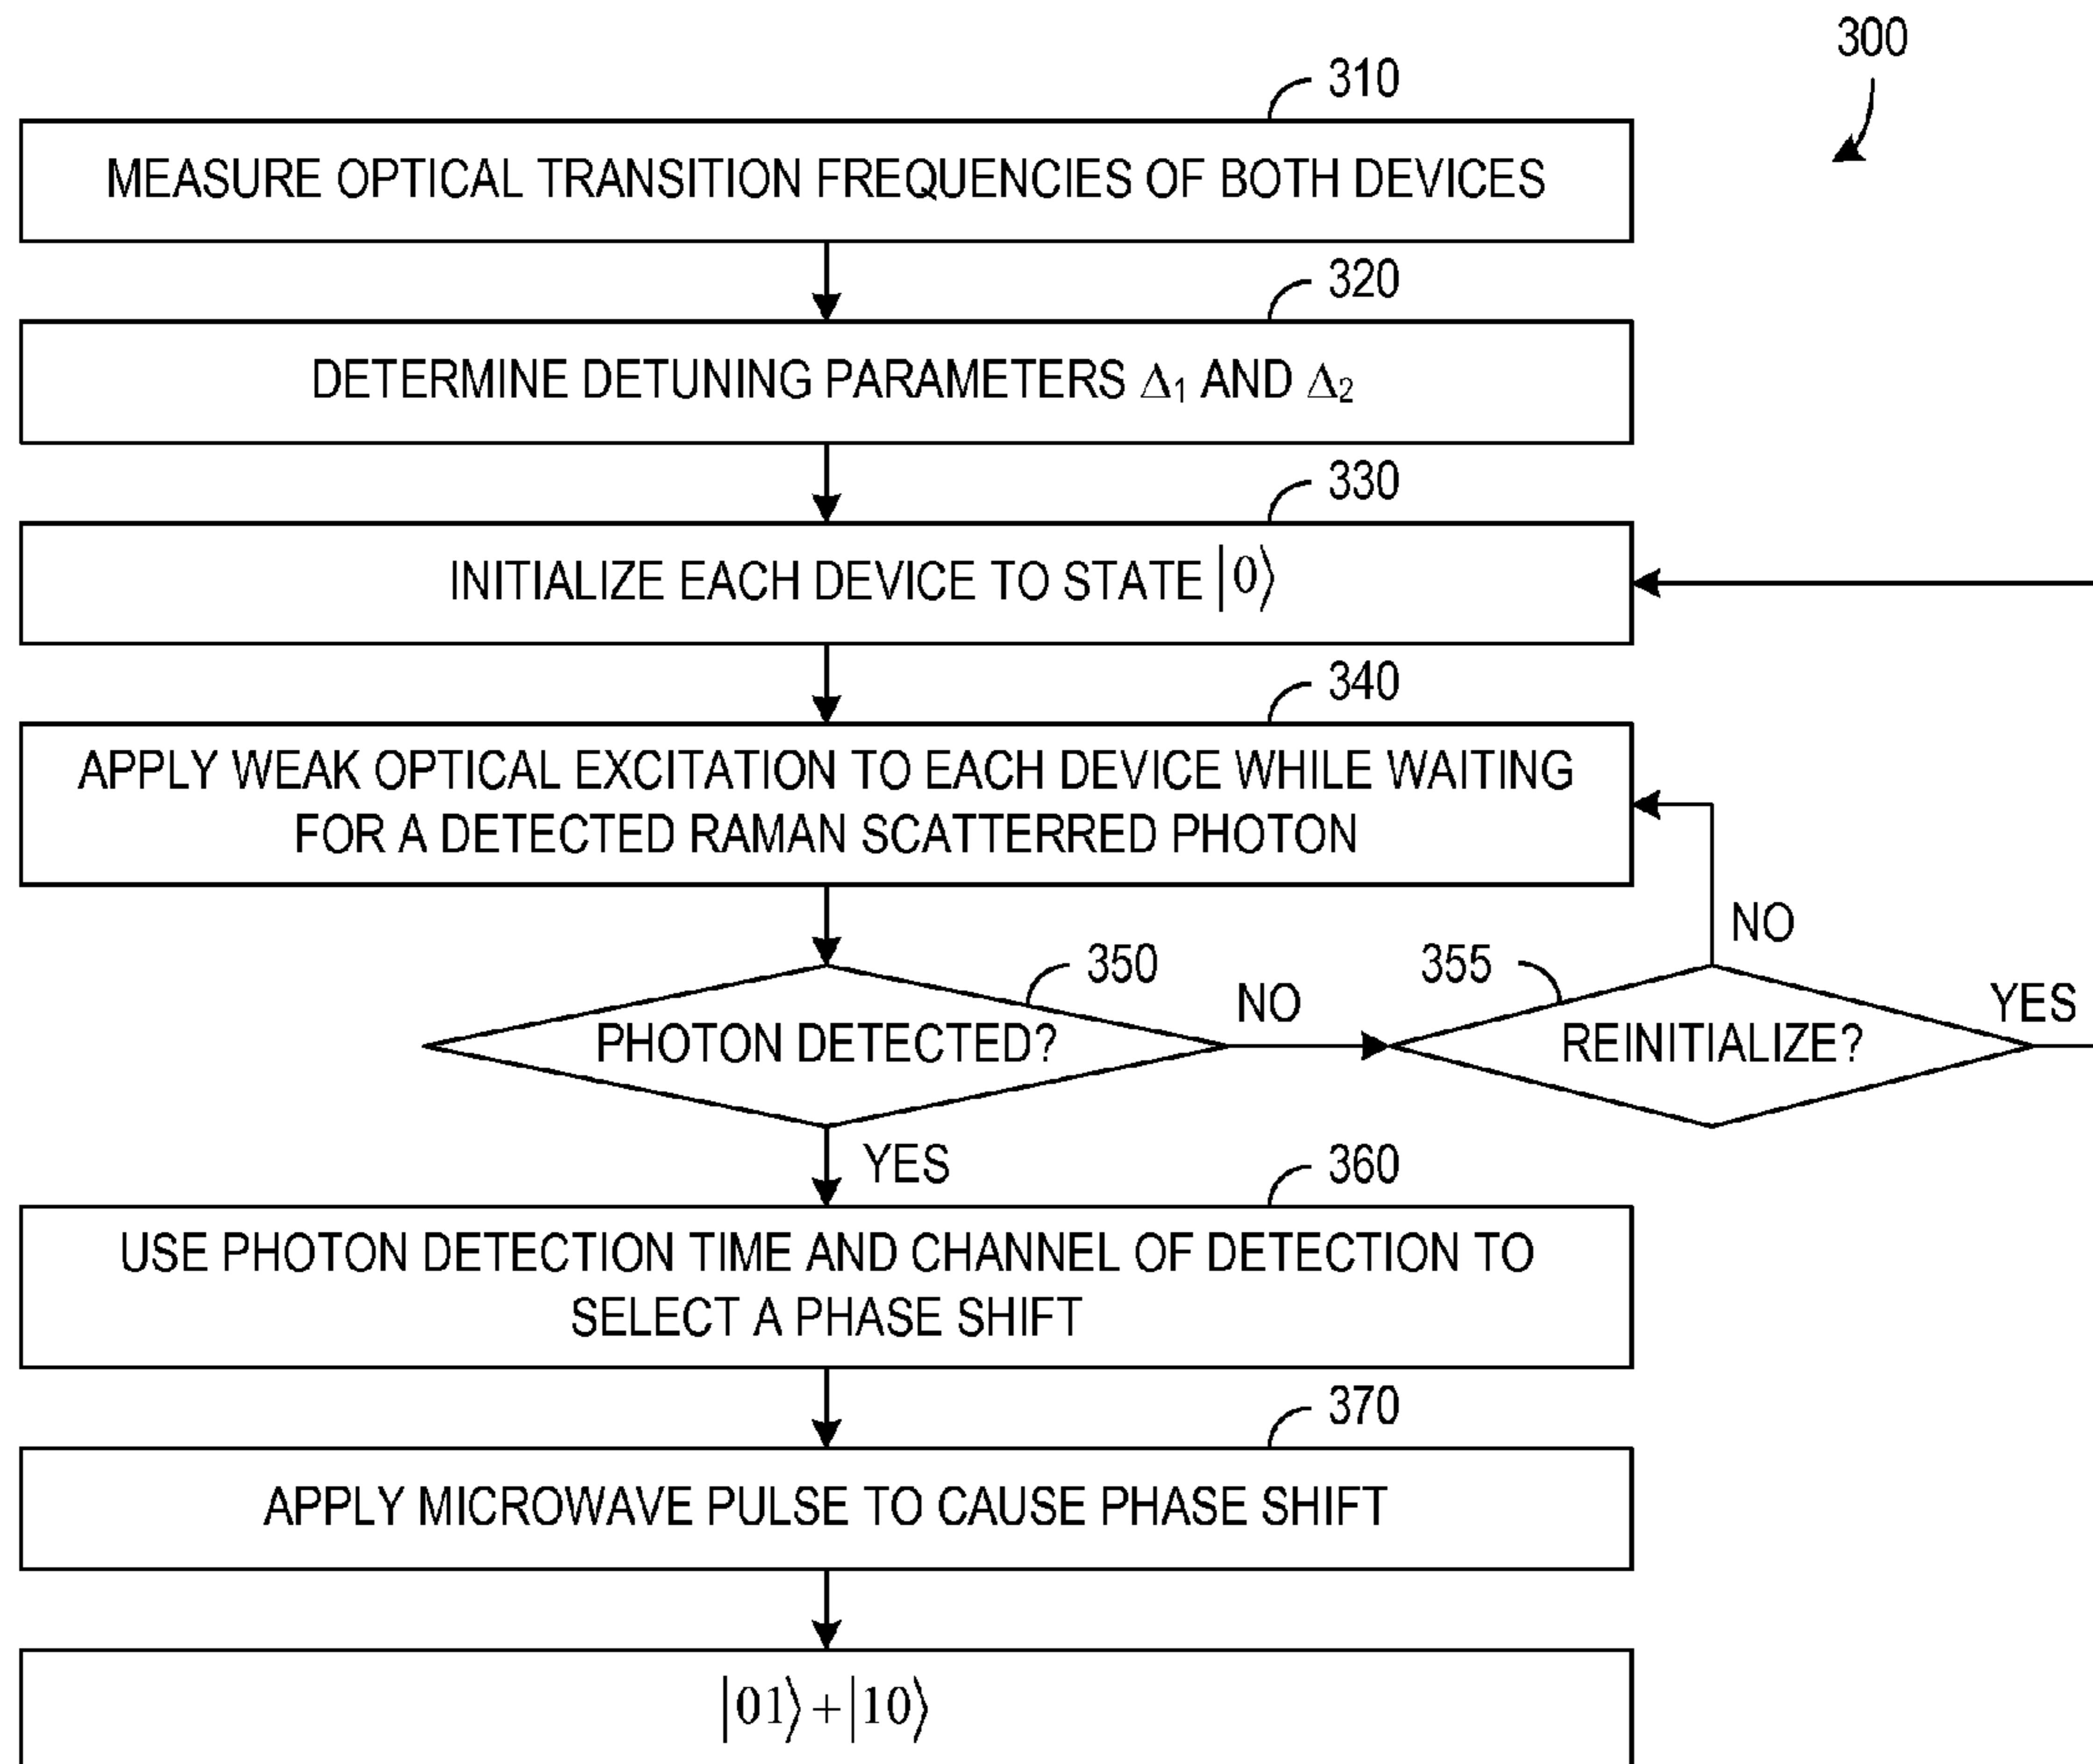 300
310
MEASURE OPTICAL TRANSITION FREQUENCIES OF BOTH DEVICES
320
DETERMINE DETUNING PARAMETERS Δ₁ AND Δ₂
330
INITIALIZE EACH DEVICE TO STATE |0⟩
340
APPLY WEAK OPTICAL EXCITATION TO EACH DEVICE WHILE WAITING
FOR A DETECTED RAMAN SCATTERRED PHOTON
350
PHOTON DETECTED?
NO
355
REINITIALIZE?
NO
YES
YES
360
USE PHOTON DETECTION TIME AND CHANNEL OF DETECTION TO
SELECT A PHASE SHIFT
370
APPLY MICROWAVE PULSE TO CAUSE PHASE SHIFT
|01⟩+|10⟩